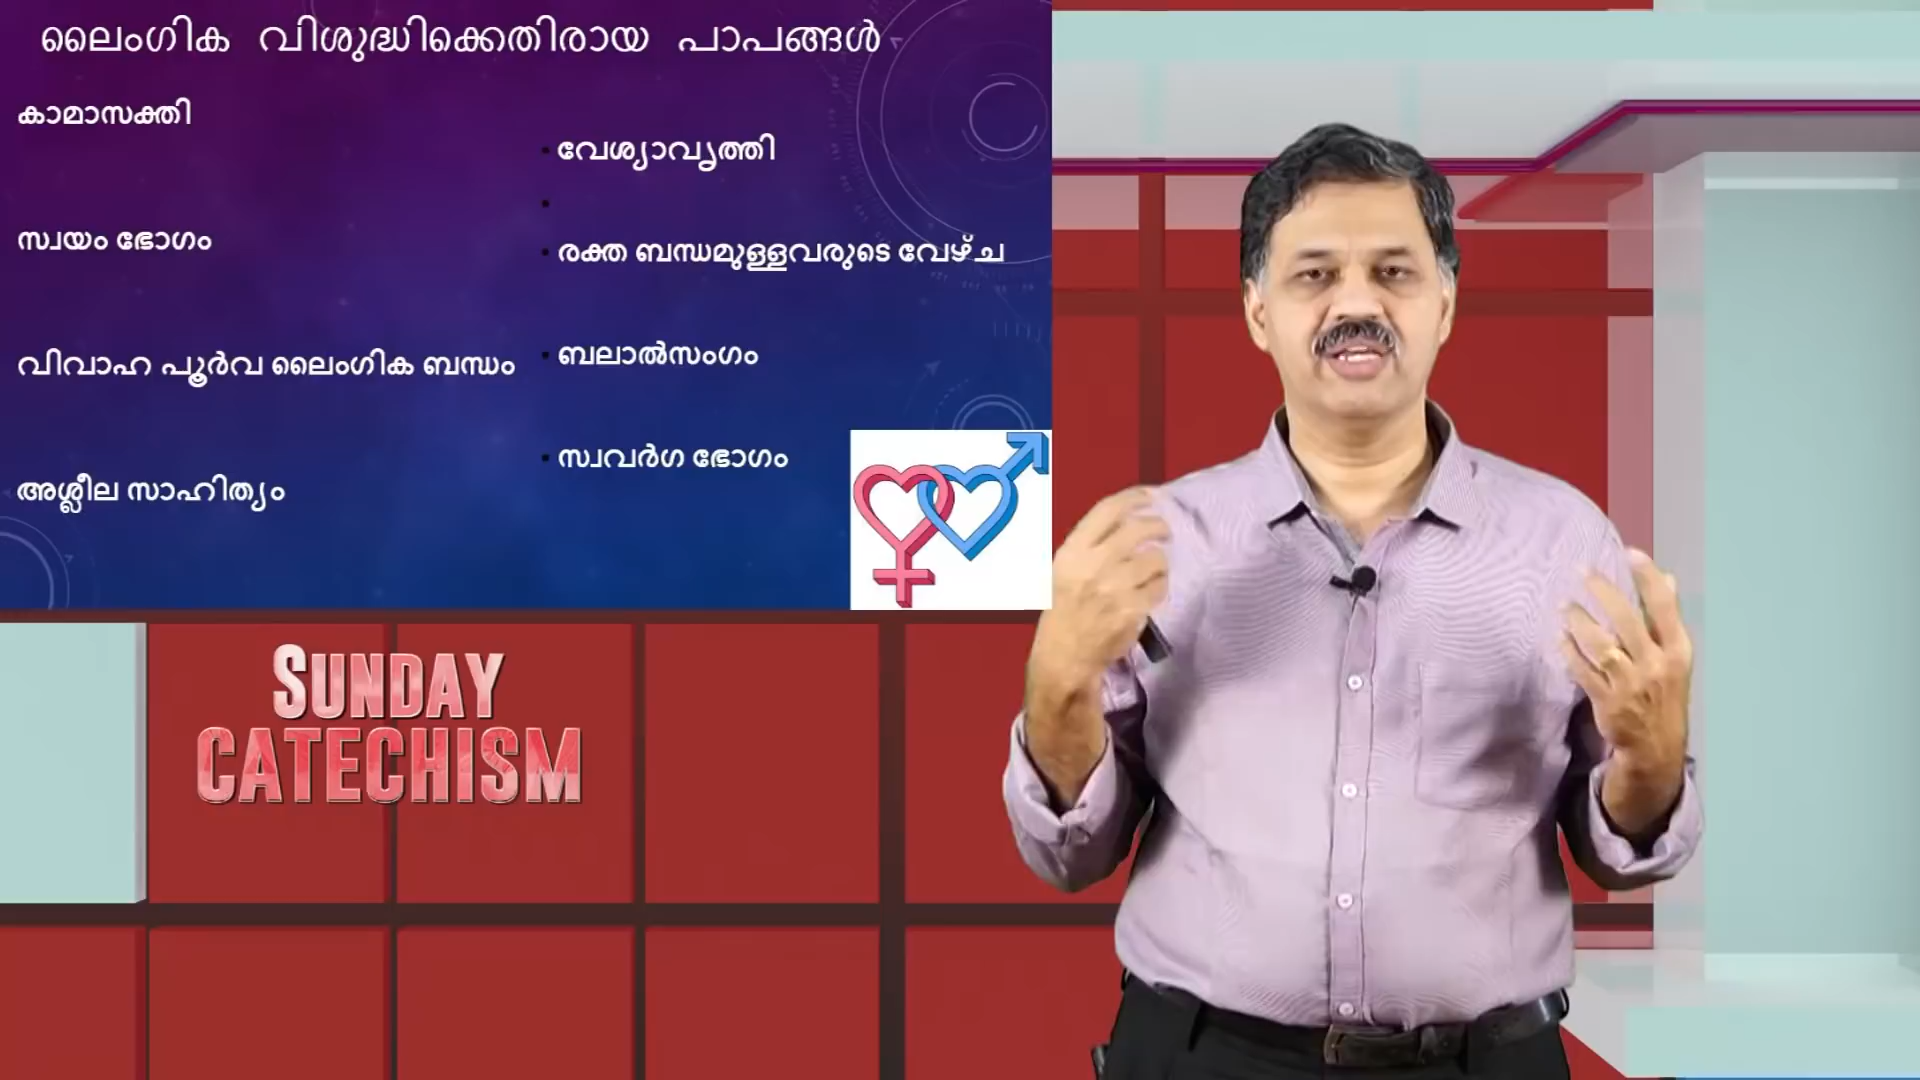 ലൈംഗിക വിശുദ്ധിക്കെതിരായ പാപങ്ങൾ
കാമാസക്തി
സ്വയം ഭോഗം
വിവാഹ പൂർവ ലൈംഗിക ബന്ധം
അശ്ലീല സാഹിത്യം
വേശ്യാവൃത്തി
രക്ത ബന്ധമുള്ളവരുടെ വേഴ്ച
ബലാൽസംഗം
സ്വവർഗ ഭോഗം
SUNDAY
CATECHISM